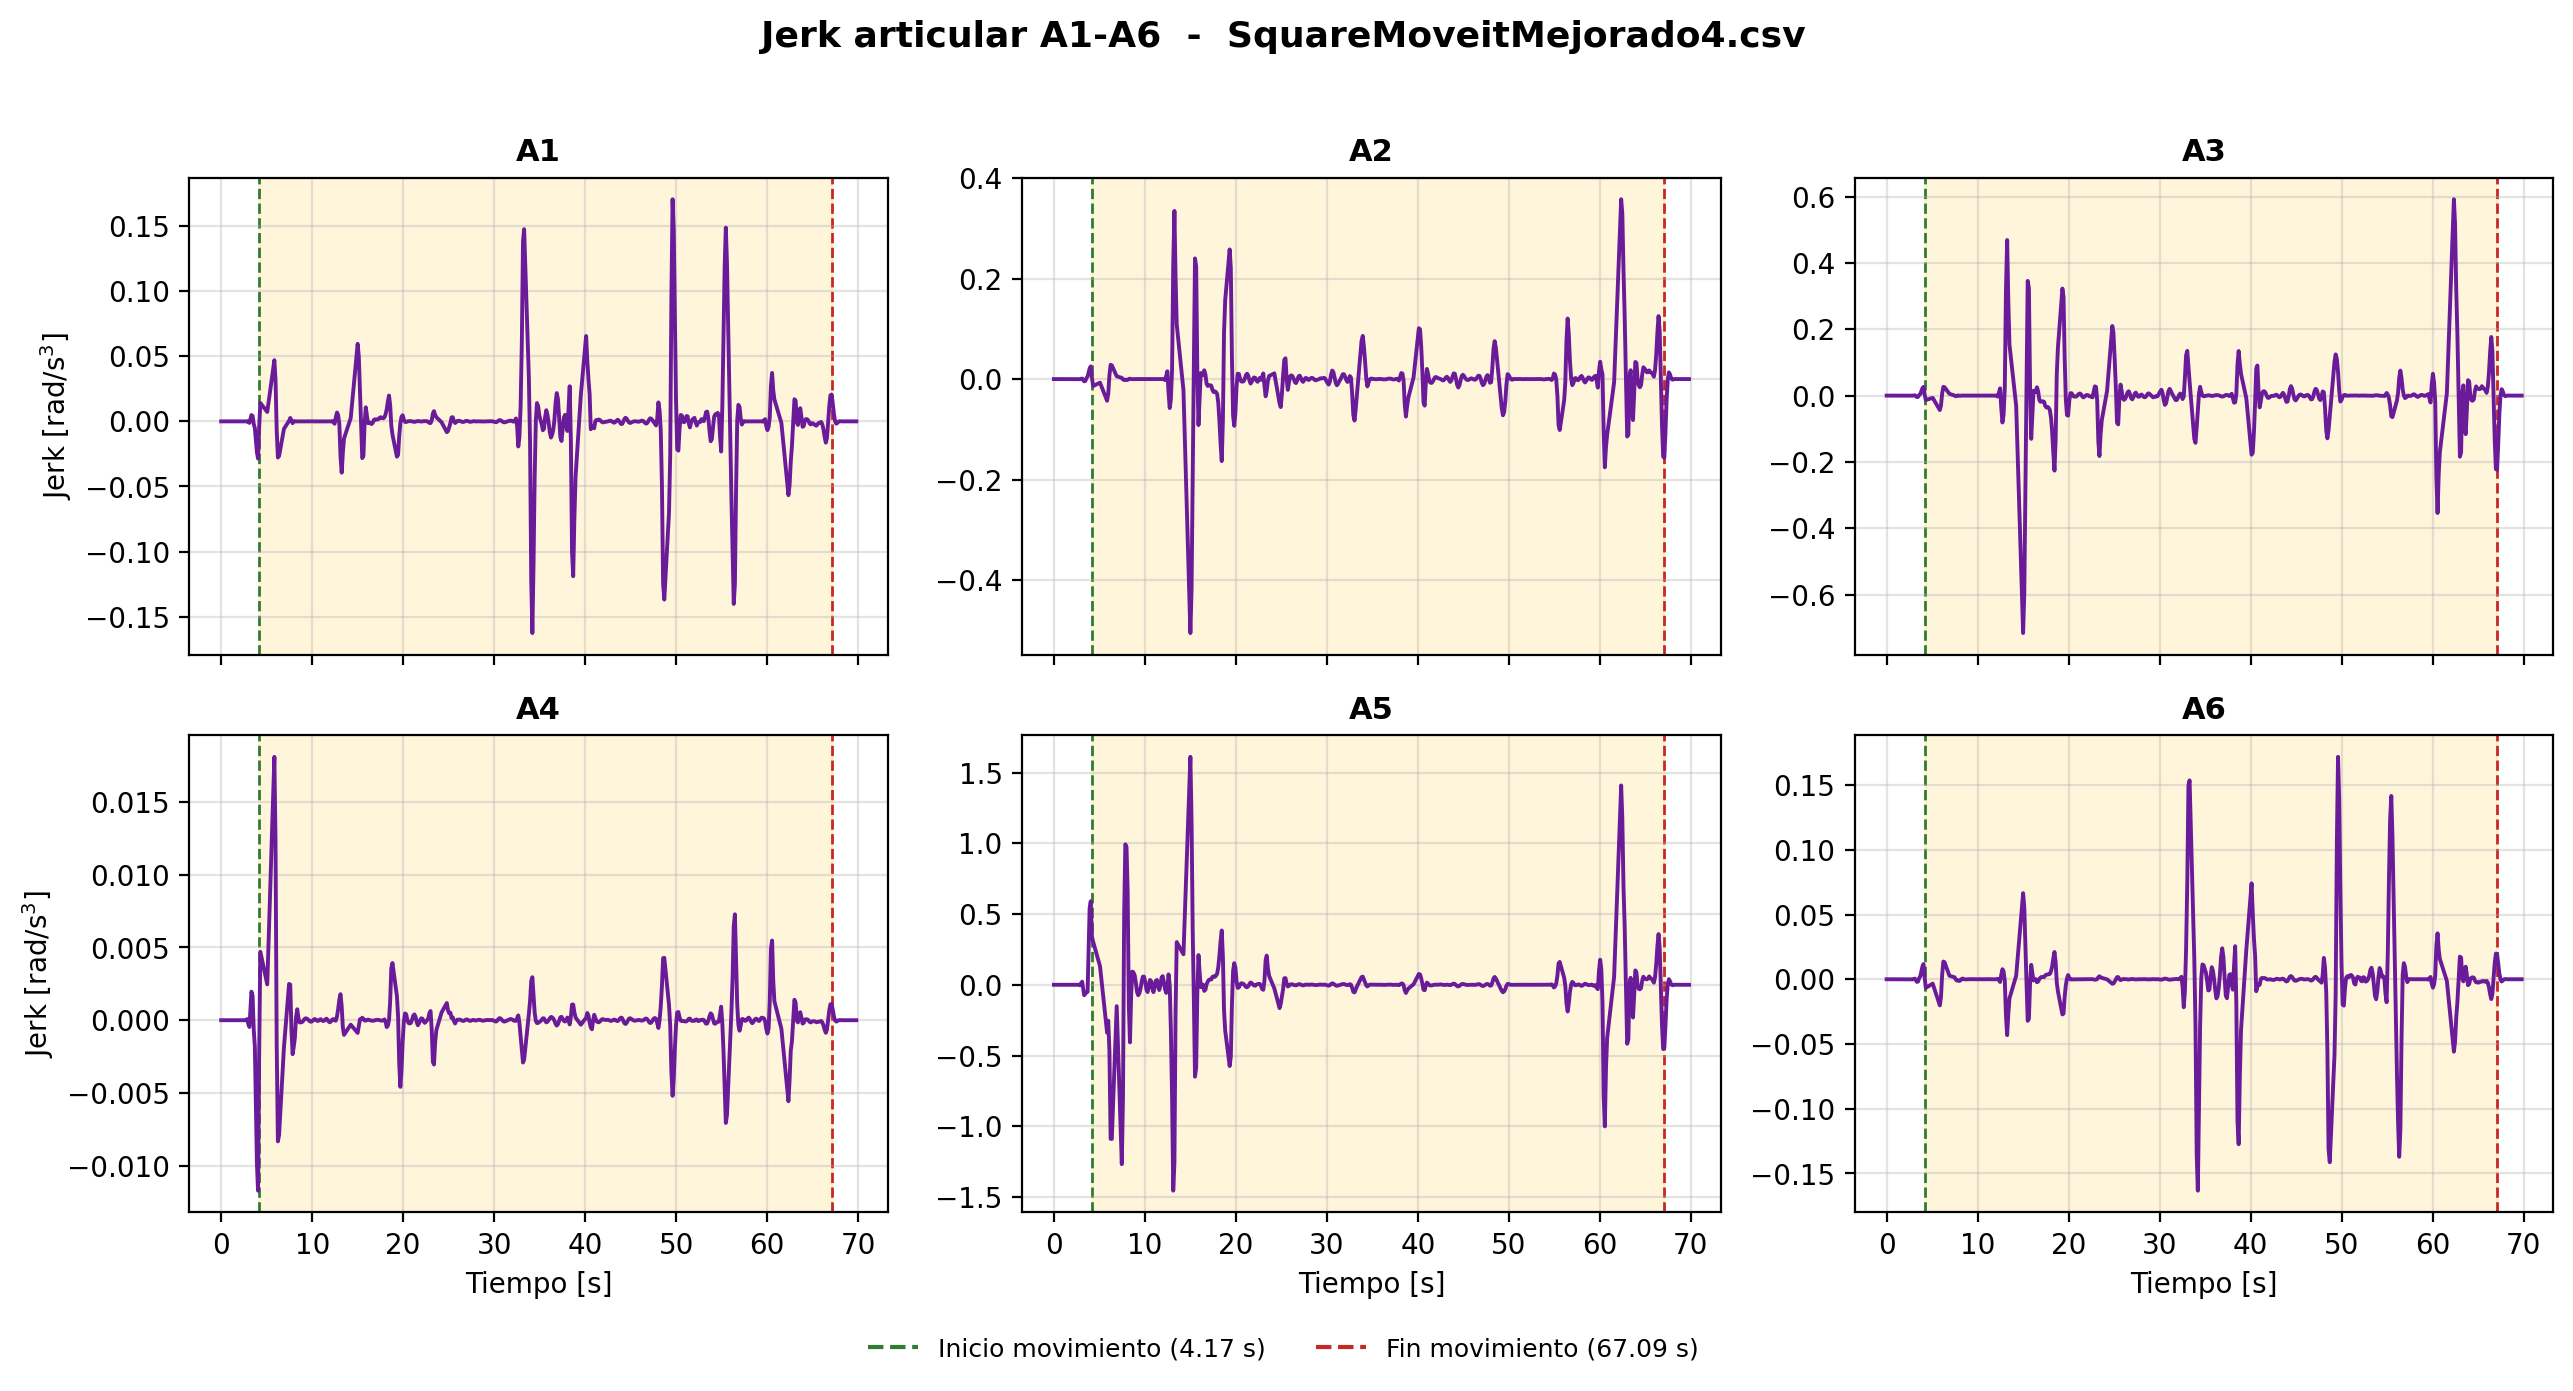 Jerk articular A1-A6  -  SquareMoveitMejorado4.csv
A1
A2
A3
0.15
0.10
0.05
0.00
−0.05
−0.10
−0.15
Jerk [rad/s³]
0.4
0.2
0.0
−0.2
−0.4
0.6
0.4
0.2
0.0
−0.2
−0.4
−0.6
A4
A5
A6
0.015
0.010
0.005
0.000
−0.005
−0.010
Jerk [rad/s³]
0 10 20 30 40 50 60 70
Tiempo [s]
1.5
1.0
0.5
0.0
−0.5
−1.0
−1.5
0 10 20 30 40 50 60 70
Tiempo [s]
0.15
0.10
0.05
0.00
−0.05
−0.10
−0.15
0 10 20 30 40 50 60 70
Tiempo [s]
Inicio movimiento (4.17 s)
Fin movimiento (67.09 s)